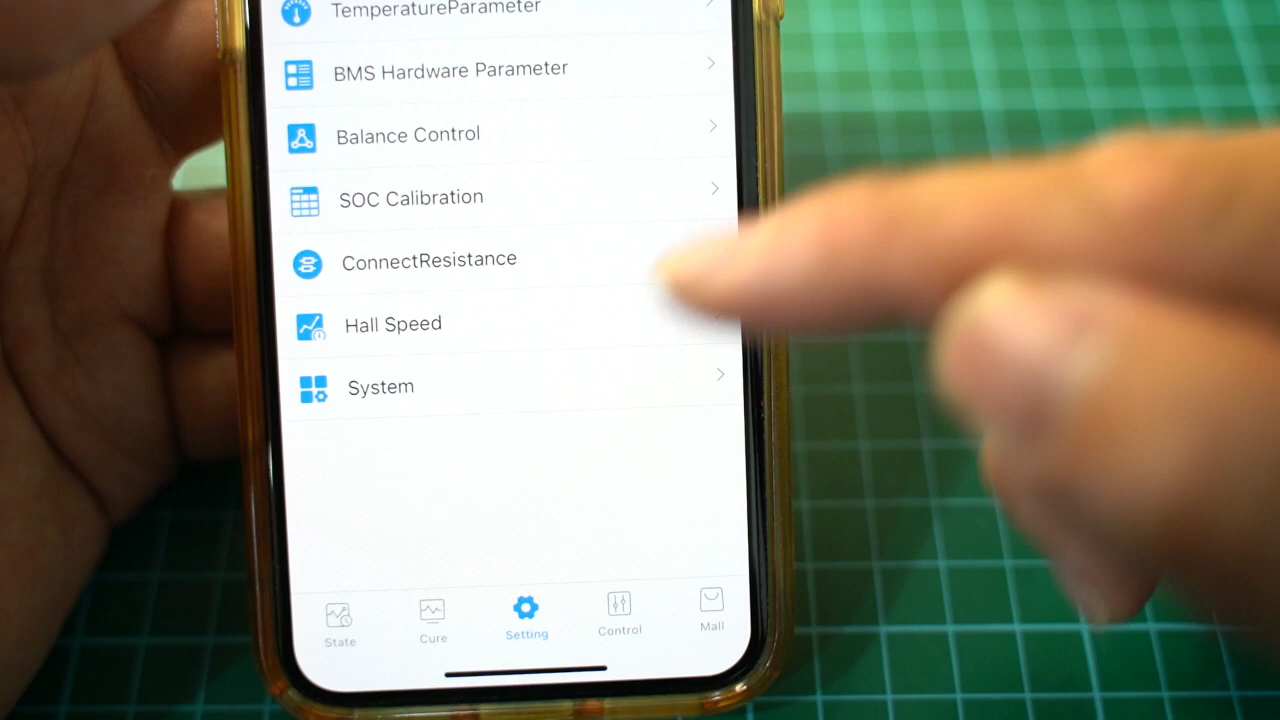 TemperatureParameter
BMS Hardware Parameter
Balance Control
SOC Calibration
ConnectResistance
Hall Speed
System
State
Cure
Setting
Control
Mall